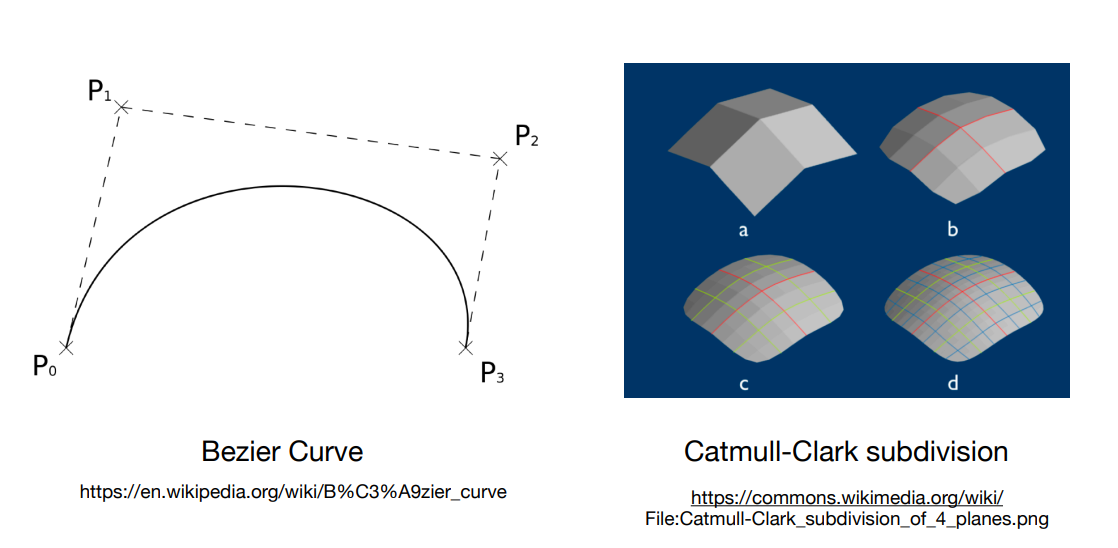 P1
P2
P0
P3
Bezier Curve
https://en.wikipedia.org/wiki/B%C3%A9zier_curve
a
b
c
d
Catmull-Clark subdivision
https://commons.wikimedia.org/wiki/
File:Catmull-Clark_subdivision_of_4_planes.png